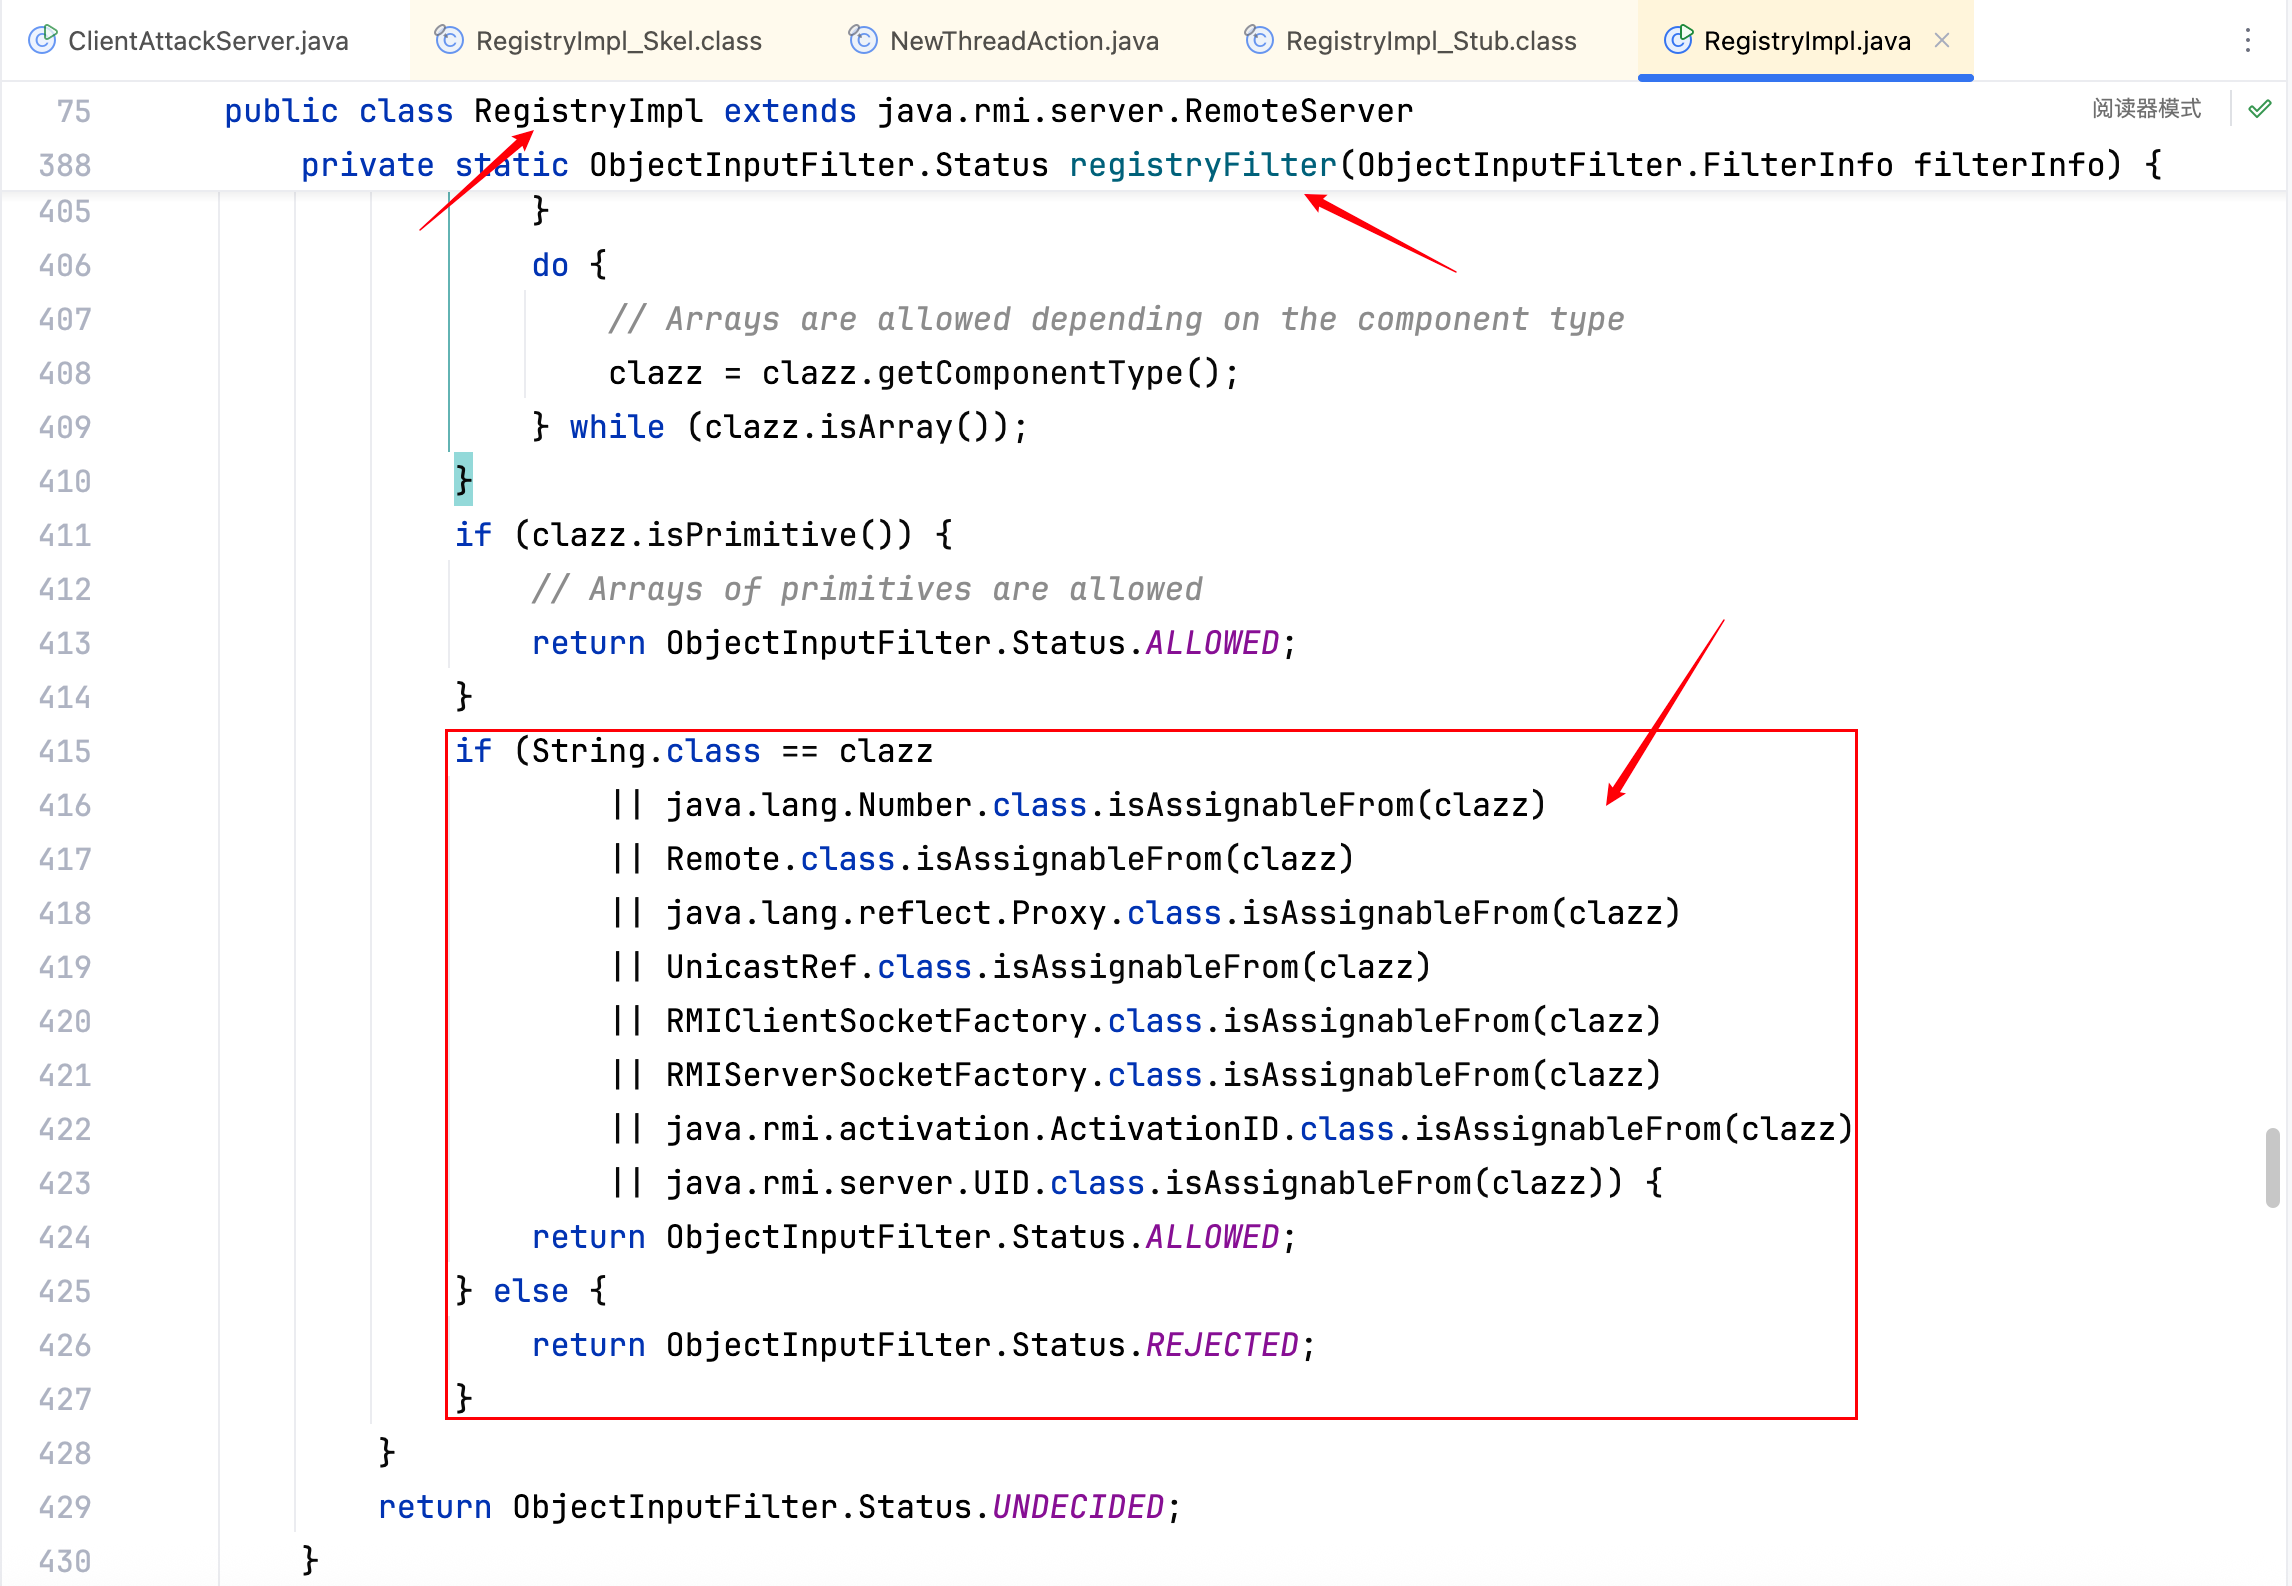 ClientAttackServer.java RegistryImpl_Skel.class NewThreadAction.java RegistryImpl_Stub.class RegistryImpl.java
75 public class RegistryImpl extends java.rmi.server.RemoteServer 阅读器模式
388 private static ObjectInputFilter.Status registryFilter(ObjectInputFilter.FilterInfo filterInfo) {
405 }
406 do {
407 // Arrays are allowed depending on the component type
408 clazz = clazz.getComponentType();
409 } while (clazz.isArray());
410 }
411 if (clazz.isPrimitive()) {
412 // Arrays of primitives are allowed
413 return ObjectInputFilter.Status.ALLOWED;
414 }
415 if (String.class == clazz
416 || java.lang.Number.class.isAssignableFrom(clazz)
417 || Remote.class.isAssignableFrom(clazz)
418 || java.lang.reflect.Proxy.class.isAssignableFrom(clazz)
419 || UnicastRef.class.isAssignableFrom(clazz)
420 || RMIClientSocketFactory.class.isAssignableFrom(clazz)
421 || RMIServerSocketFactory.class.isAssignableFrom(clazz)
422 || java.rmi.activation.ActivationID.class.isAssignableFrom(clazz)
423 || java.rmi.server.UID.class.isAssignableFrom(clazz)) {
424 return ObjectInputFilter.Status.ALLOWED;
425 } else {
426 return ObjectInputFilter.Status.REJECTED;
427 }
428 }
429 return ObjectInputFilter.Status.UNDECIDED;
430 }